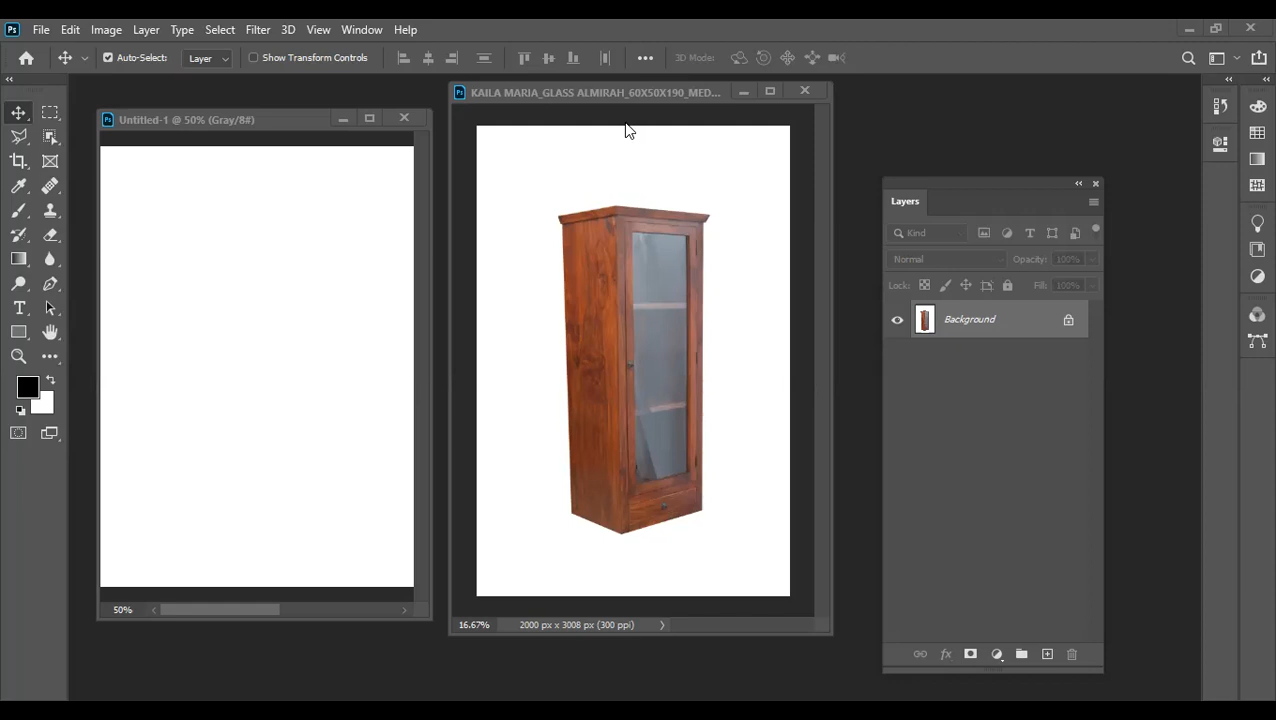 Ps File Edit Image Layer Type Select Filter 3D View Window Help
Auto-Select: Layer Show Transform Controls 3D Mode:
Ps Untitled-1 @ 50% (Gray/8#)
50%
Ps KAILA MARIA_GLASS ALMIRAH_60X50X190_MED...
16.67% 2000 px x 3008 px (300 ppi)
Layers
Kind
Normal Opacity: 100%
Lock: Fill: 100%
Background